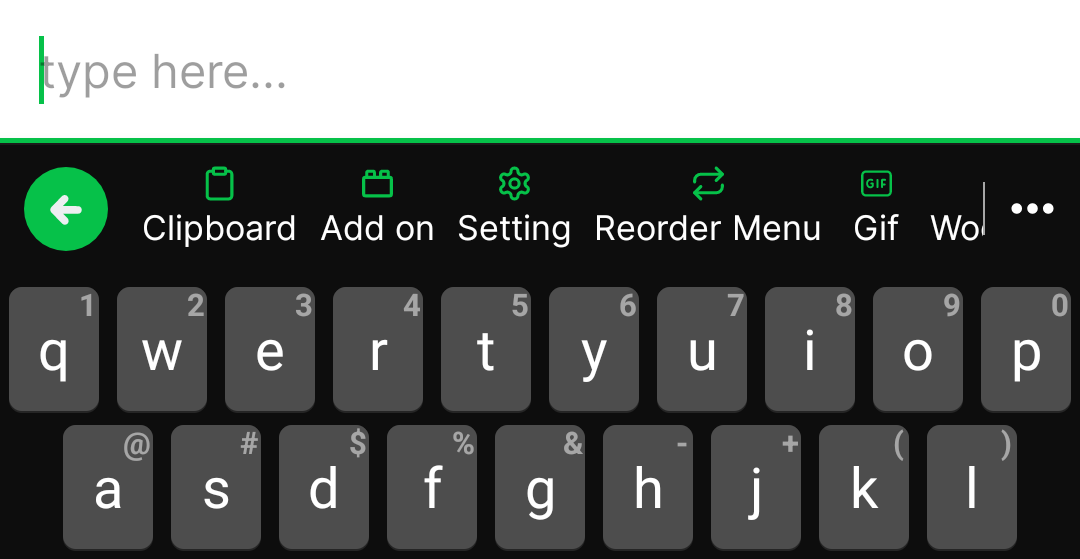 type here...
GIF
Clipboard Add on Setting Reorder Menu Gif
1 2 3 4 5 6 7 8 9 0
q w e r t y u i o p
@ # $ % & - + ( )
a s d f g h j k l